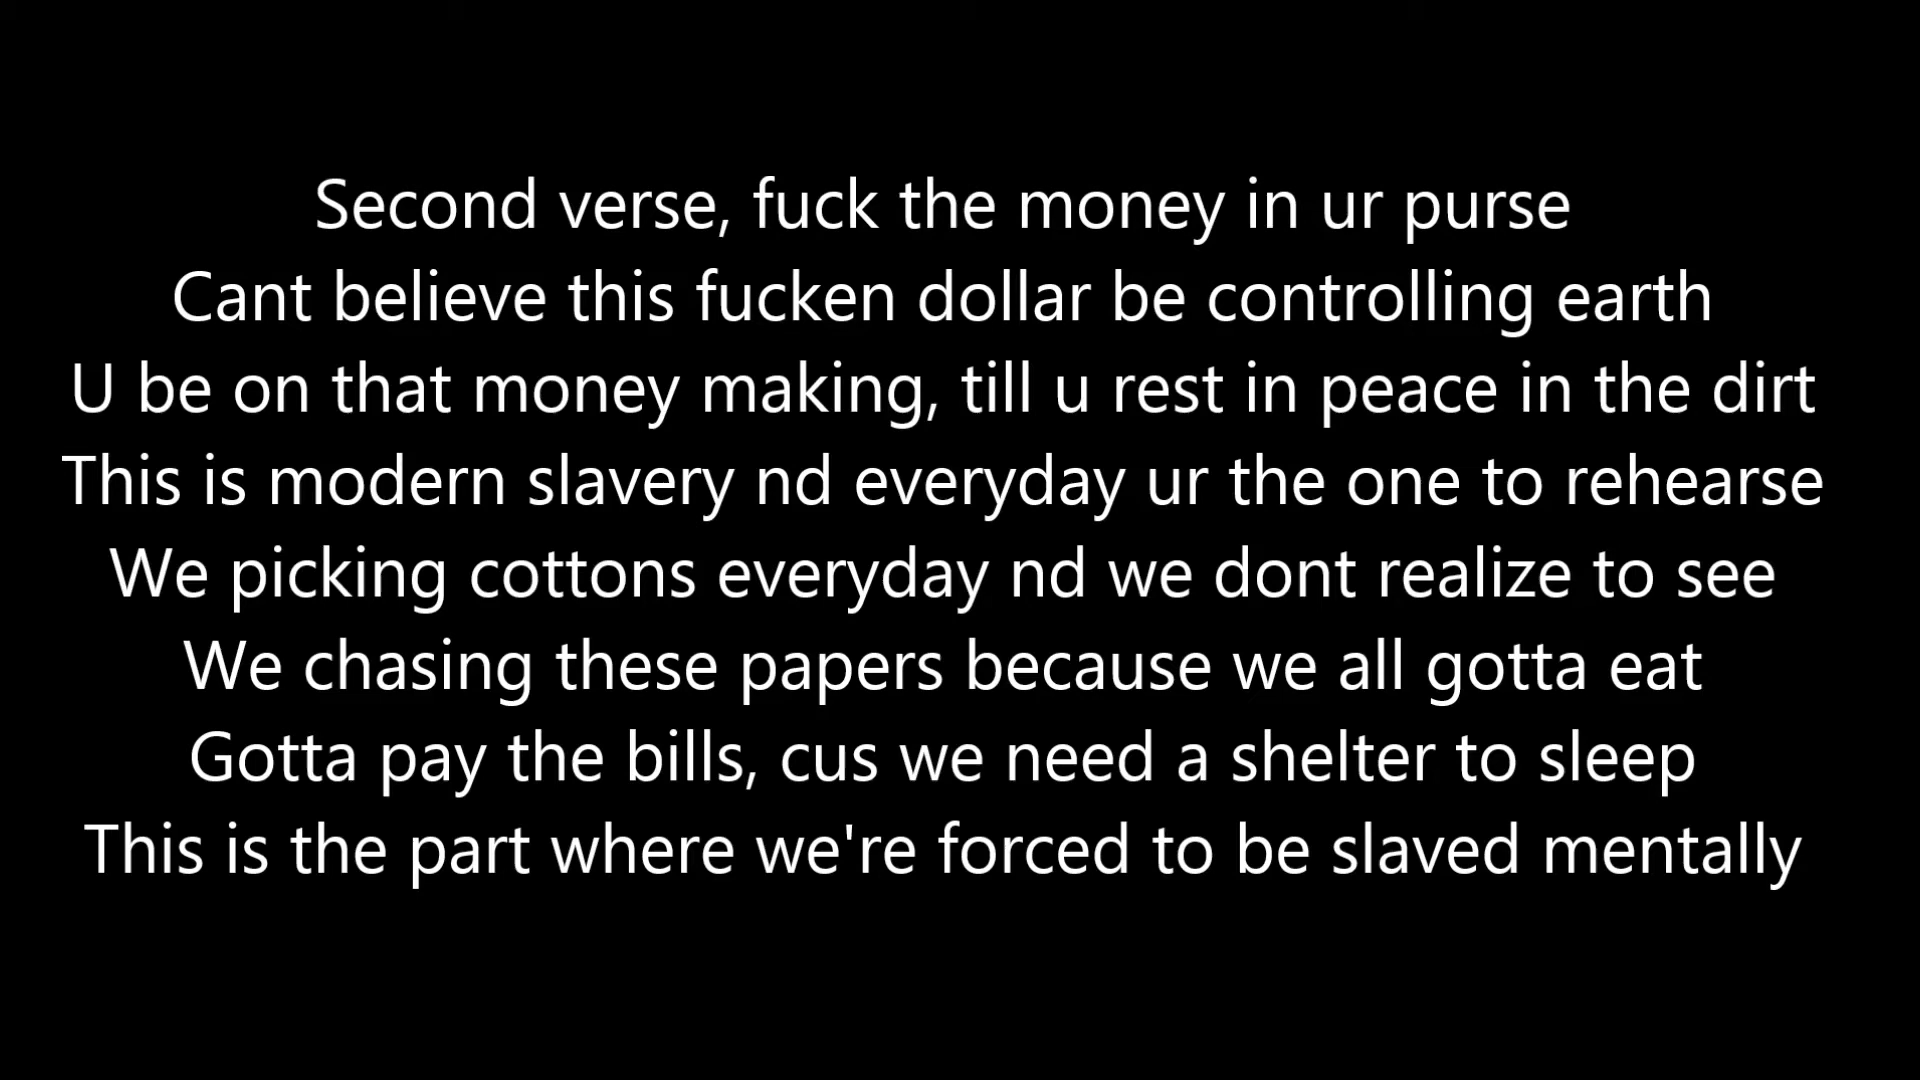 Second verse, fuck the money in ur purse
Cant believe this fucken dollar be controlling earth
U be on that money making, till u rest in peace in the dirt
This is modern slavery nd everyday ur the one to rehearse
We picking cottons everyday nd we dont realize to see
We chasing these papers because we all gotta eat
Gotta pay the bills, cus we need a shelter to sleep
This is the part where we're forced to be slaved mentally